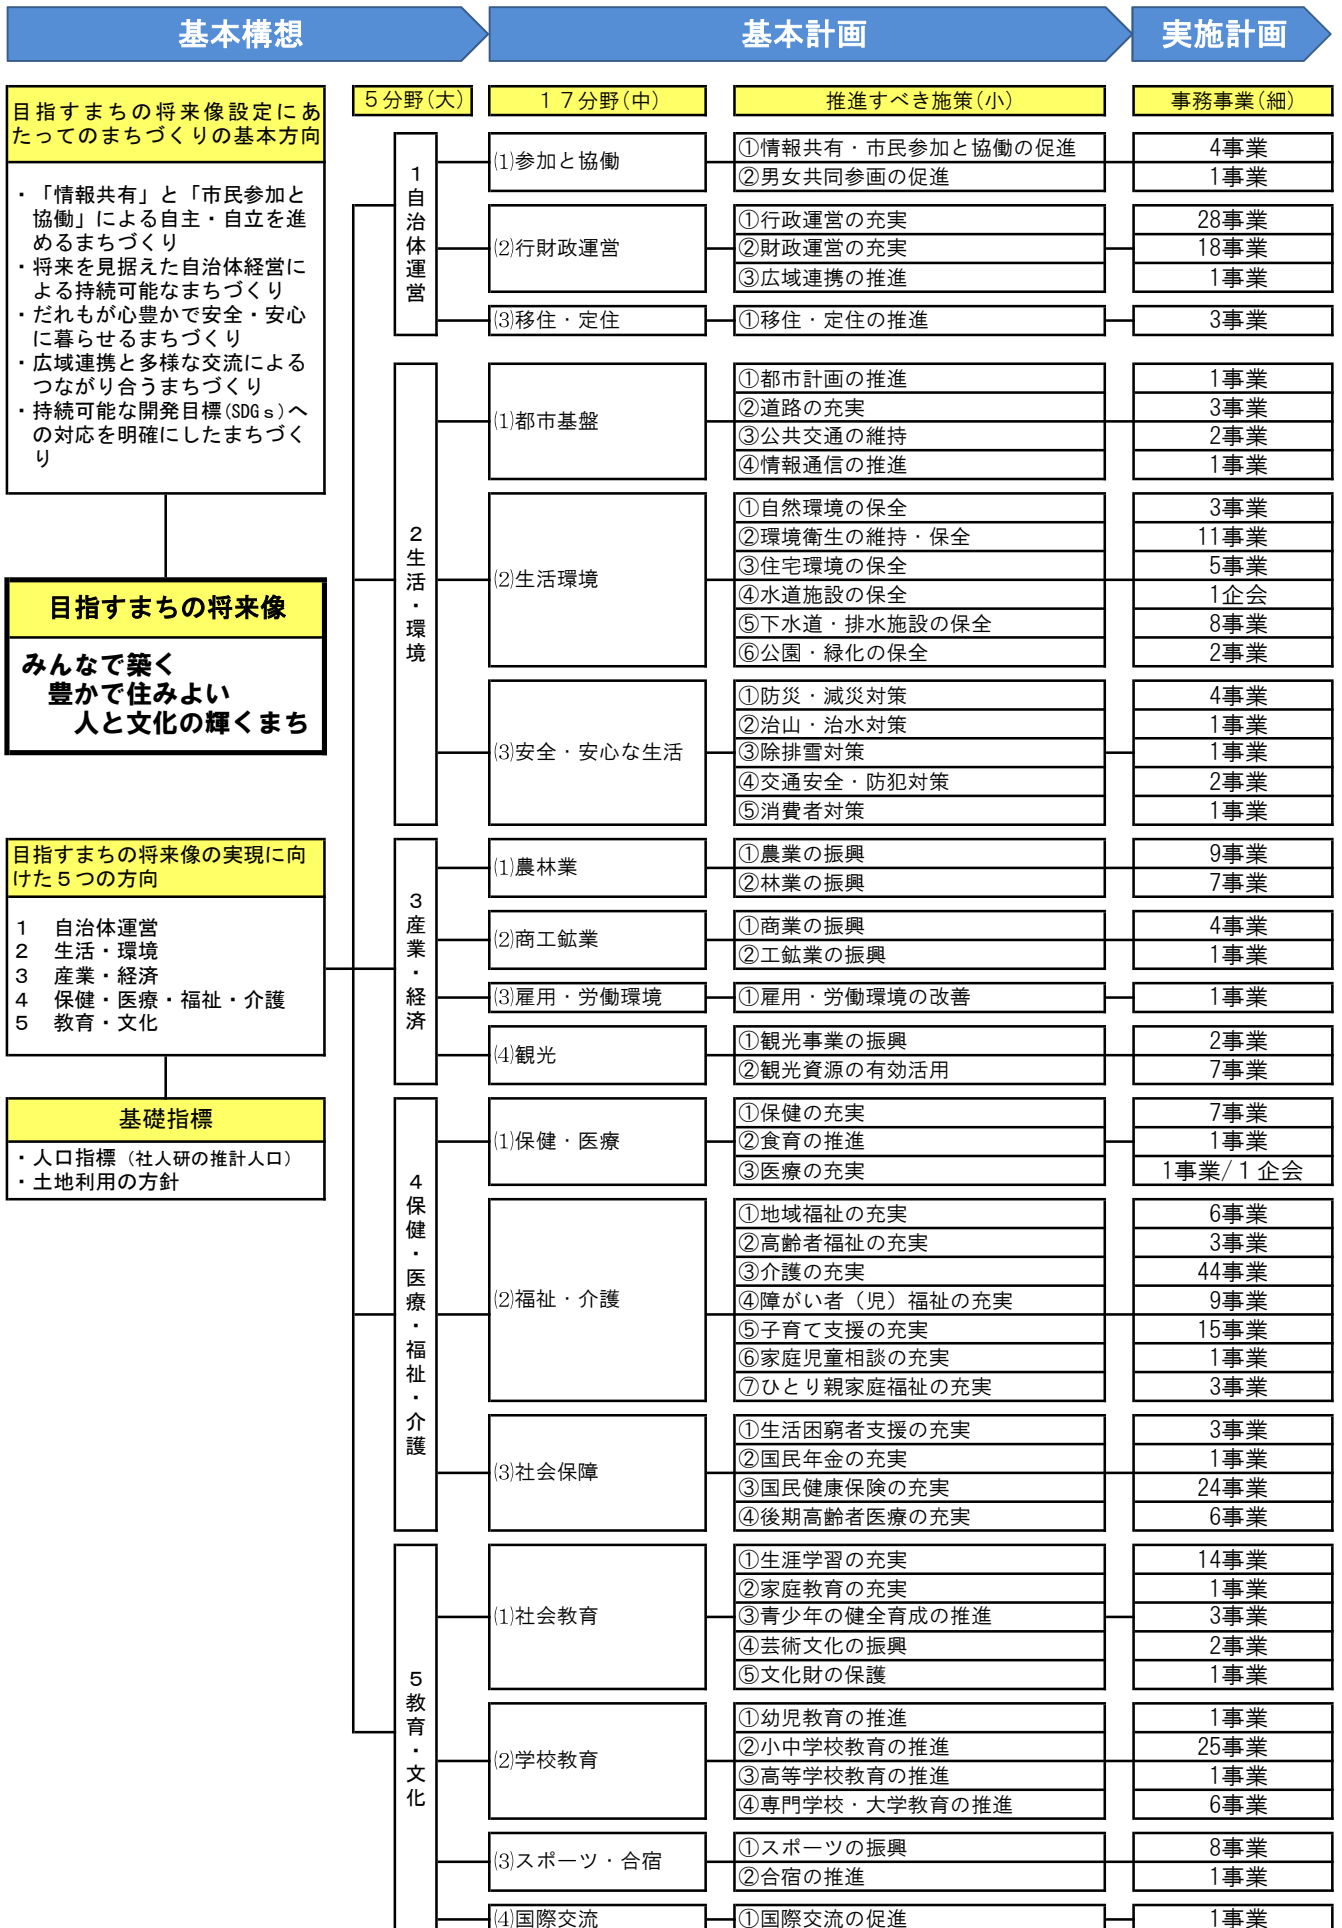 基本構想
基本計画
実施計画
目指すまちの将来像設定にあ
たってのまちづくりの基本方向
・「情報共有」と「市民参加と
協働」による自主・自立を進
めるまちづくり
・将来を見据えた自治体経営に
よる持続可能なまちづくり
・だれもが心豊かで安全・安心
に暮らせるまちづくり
・広域連携と多様な交流による
つながり合うまちづくり
・持続可能な開発目標(SDGｓ)へ
の対応を明確にしたまちづく
り
目指すまちの将来像
みんなで築く
豊かで住みよい
人と文化の輝くまち
目指すまちの将来像の実現に向
けた５つの方向
１　自治体運営
２　生活・環境
３　産業・経済
４　保健・医療・福祉・介護
５　教育・文化
基礎指標
・人口指標（社人研の推計人口）
・土地利用の方針
５分野(大)
１７分野(中)
推進すべき施策(小)
事務事業(細)
１自治体運営
⑴参加と協働
①情報共有・市民参加と協働の促進
4事業
②男女共同参画の促進
1事業
⑵行財政運営
①行政運営の充実
28事業
②財政運営の充実
18事業
③広域連携の推進
1事業
⑶移住・定住
①移住・定住の推進
3事業
２生活・環境
⑴都市基盤
①都市計画の推進
1事業
②道路の充実
3事業
③公共交通の維持
2事業
④情報通信の推進
1事業
⑵生活環境
①自然環境の保全
3事業
②環境衛生の維持・保全
11事業
③住宅環境の保全
5事業
④水道施設の保全
1企会
⑤下水道・排水施設の保全
8事業
⑥公園・緑化の保全
2事業
⑶安全・安心な生活
①防災・減災対策
4事業
②治山・治水対策
1事業
③除排雪対策
1事業
④交通安全・防犯対策
2事業
⑤消費者対策
1事業
３産業・経済
⑴農林業
①農業の振興
9事業
②林業の振興
7事業
⑵商工鉱業
①商業の振興
4事業
②工鉱業の振興
1事業
⑶雇用・労働環境
①雇用・労働環境の改善
1事業
⑷観光
①観光事業の振興
2事業
②観光資源の有効活用
7事業
４保健・医療・福祉・介護
⑴保健・医療
①保健の充実
7事業
②食育の推進
1事業
③医療の充実
1事業/１企会
⑵福祉・介護
①地域福祉の充実
6事業
②高齢者福祉の充実
3事業
③介護の充実
44事業
④障がい者（児）福祉の充実
9事業
⑤子育て支援の充実
15事業
⑥家庭児童相談の充実
1事業
⑦ひとり親家庭福祉の充実
3事業
⑶社会保障
①生活困窮者支援の充実
3事業
②国民年金の充実
1事業
③国民健康保険の充実
24事業
④後期高齢者医療の充実
6事業
５教育・文化
⑴社会教育
①生涯学習の充実
14事業
②家庭教育の充実
1事業
③青少年の健全育成の推進
3事業
④芸術文化の振興
2事業
⑤文化財の保護
1事業
⑵学校教育
①幼児教育の推進
1事業
②小中学校教育の推進
25事業
③高等学校教育の推進
1事業
④専門学校・大学教育の推進
6事業
⑶スポーツ・合宿
①スポーツの振興
8事業
②合宿の推進
1事業
⑷国際交流
①国際交流の促進
1事業